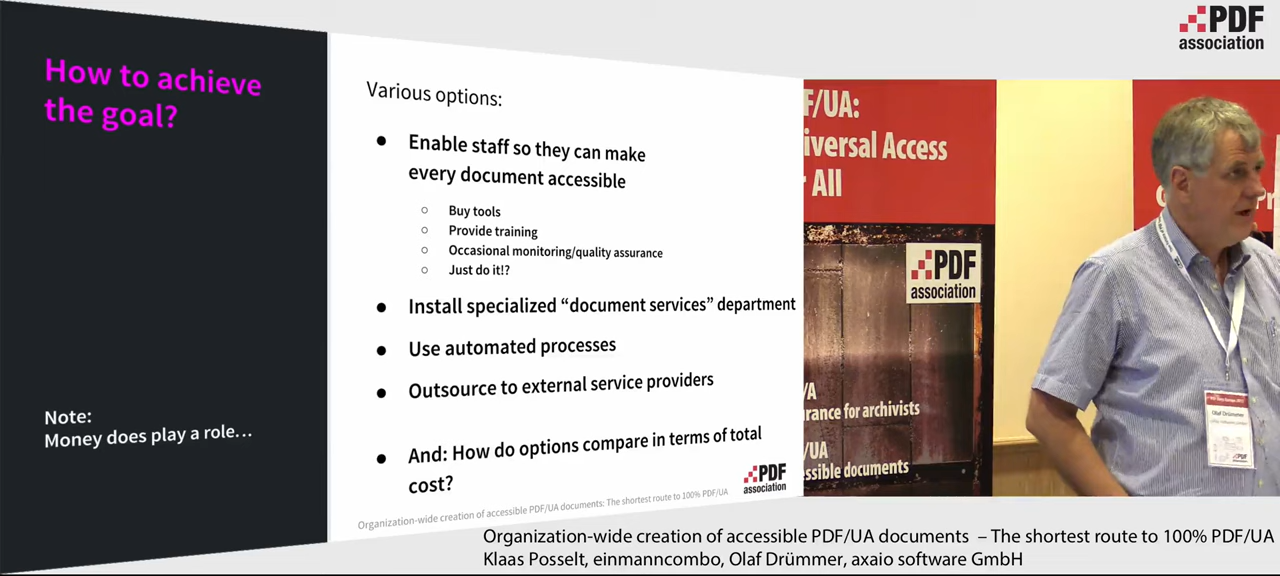 PDF
association
How to achieve
the goal?
Note:
Money does play a role…
Various options:
● Enable staff so they can make
every document accessible
○ Buy tools
○ Provide training
○ Occasional monitoring/quality assurance
○ Just do it!?
● Install specialized “document services” department
● Use automated processes
● Outsource to external service providers
● And: How do options compare in terms of total
cost?
PDF
association
Organization-wide creation of accessible PDF/UA documents: The shortest route to 100% PDF/UA
F/UA:
iversal Access
r All
PDF
association
/A
rance for archivists
/UA
ssible documents
Olaf Drümmer
PDF
association
Organization-wide creation of accessible PDF/UA documents – The shortest route to 100% PDF/UA
Klaas Posselt, einmanncombo, Olaf Drümmer, axaio software GmbH